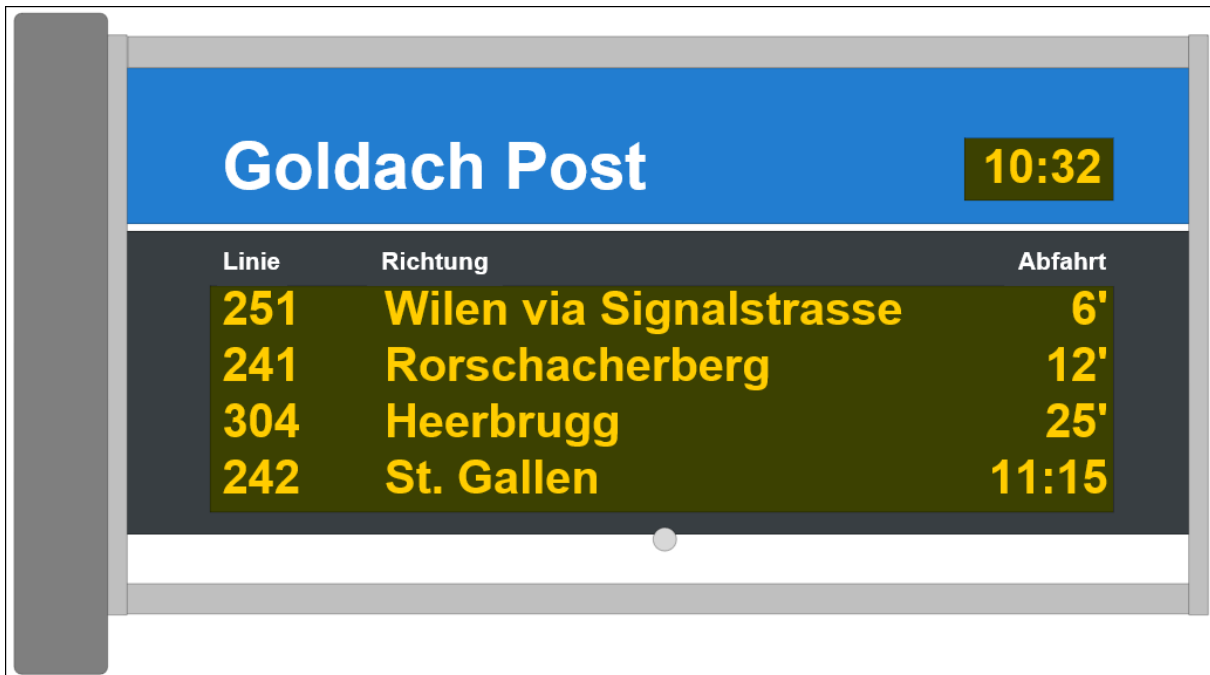 Goldach Post 10:32
Linie Richtung Abfahrt
251 Wilen via Signalstrasse 6'
241 Rorschacherberg 12'
304 Heerbrugg 25'
242 St. Gallen 11:15